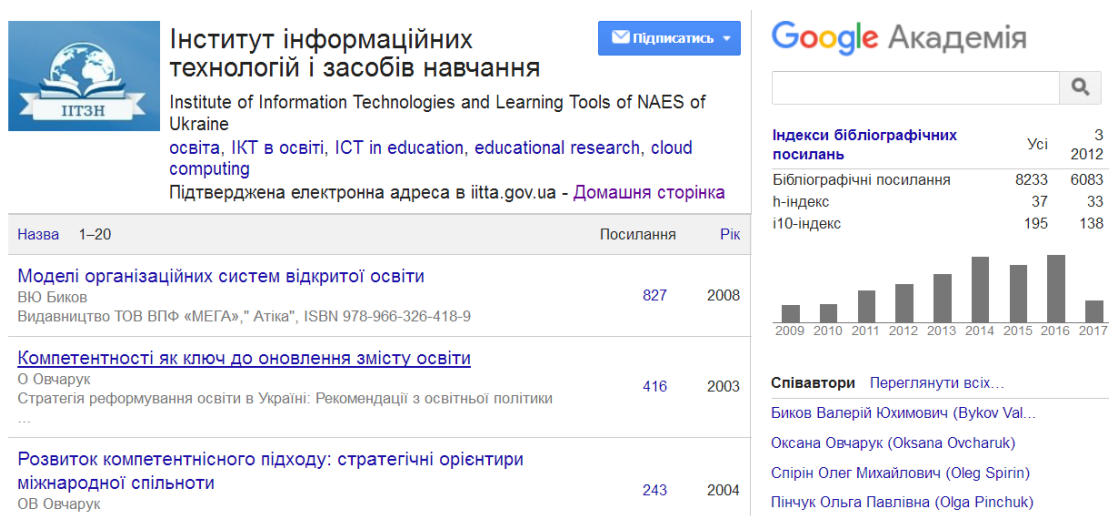 ІІТЗН
Інститут інформаційних
технологій і засобів навчання
Підписатись
Institute of Information Technologies and Learning Tools of NAES of
Ukraine
освіта, ІКТ в освіті, ICT in education, educational research, cloud
computing
Підтверджена електронна адреса в iitta.gov.ua - Домашня сторінка
Назва 1–20 Посилання Рік
Моделі організаційних систем відкритої освіти
ВЮ Биков
Видавництво ТОВ ВПФ «МЕГА»," Атіка", ISBN 978-966-326-418-9
827 2008
Компетентності як ключ до оновлення змісту освіти
О Овчарук
Стратегія реформування освіти в Україні: Рекомендації з освітньої політики
…
416 2003
Розвиток компетентнісного підходу: стратегічні орієнтири
міжнародної спільноти
ОВ Овчарук
243 2004
Google Академія
Індекси бібліографічних
посилань
Усі
З
2012
Бібліографічні посилання 8233 6083
h-індекс 37 33
i10-індекс 195 138
2009 2010 2011 2012 2013 2014 2015 2016 2017
Співавтори Переглянути всіх…
Биков Валерій Юхимович (Bykov Val…
Оксана Овчарук (Oksana Ovcharuk)
Спірін Олег Михайлович (Oleg Spirin)
Пінчук Ольга Павлівна (Olga Pinchuk)